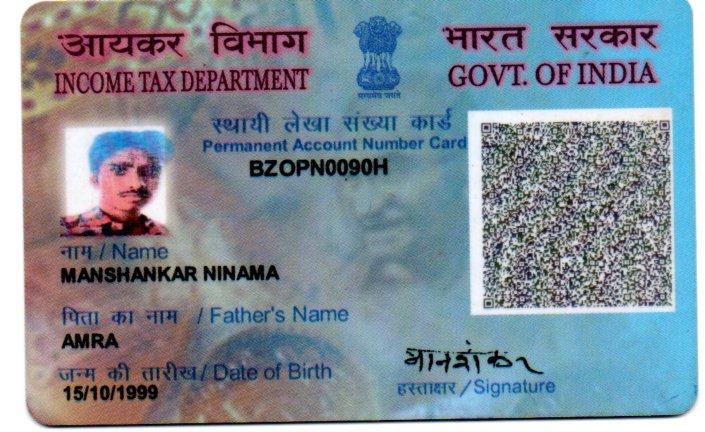 आयकर विभाग
INCOME TAX DEPARTMENT
भारत सरकार
GOVT. OF INDIA
सत्यमेव जयते
स्थायी लेखा संख्या कार्ड
Permanent Account Number Card
BZOPN0090H
नाम / Name
MANSHANKAR NINAMA
पिता का नाम / Father's Name
AMRA
जन्म की तारीख / Date of Birth
15/10/1999
मानशंकर
हस्ताक्षर / Signature